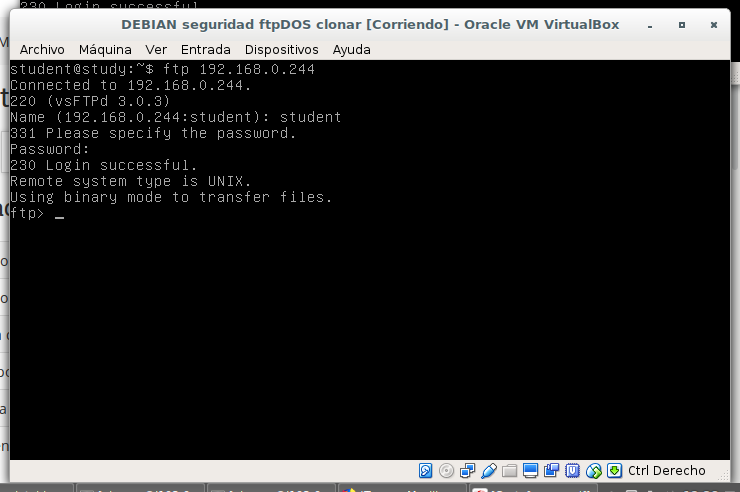 230 Login successful.
DEBIAN seguridad ftpDOS clonar [Corriendo] - Oracle VM VirtualBox
Archivo Máquina Ver Entrada Dispositivos Ayuda
student@study:~$ ftp 192.168.0.244
Connected to 192.168.0.244.
220 (vsFTPd 3.0.3)
Name (192.168.0.244:student): student
331 Please specify the password.
Password:
230 Login successful.
Remote system type is UNIX.
Using binary mode to transfer files.
ftp> _
Ctrl Derecho